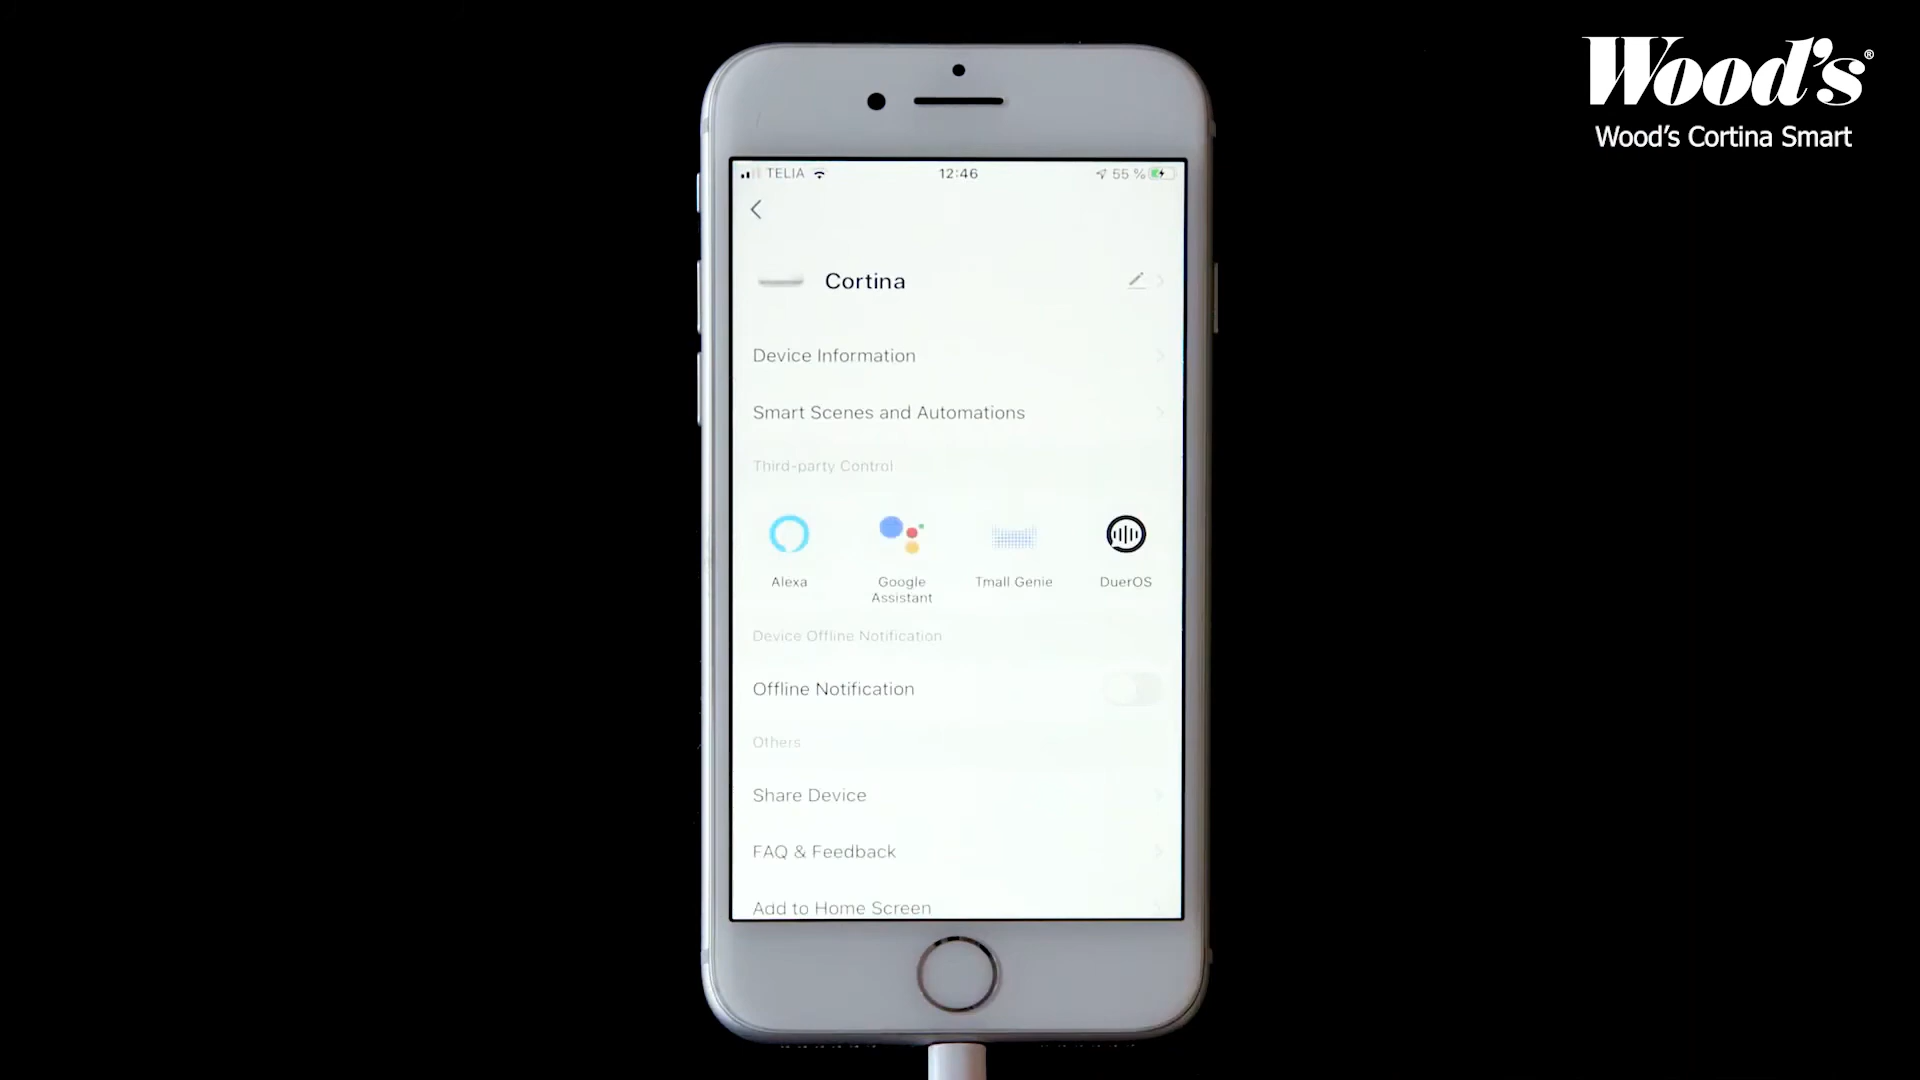 Wood's®
Wood's Cortina Smart
TELIA 12:46 55 %
Cortina
Device Information
Smart Scenes and Automations
Third-party Control
Alexa
Google Assistant
Tmall Genie
DuerOS
Device Offline Notification
Offline Notification
Others
Share Device
FAQ & Feedback
Add to Home Screen